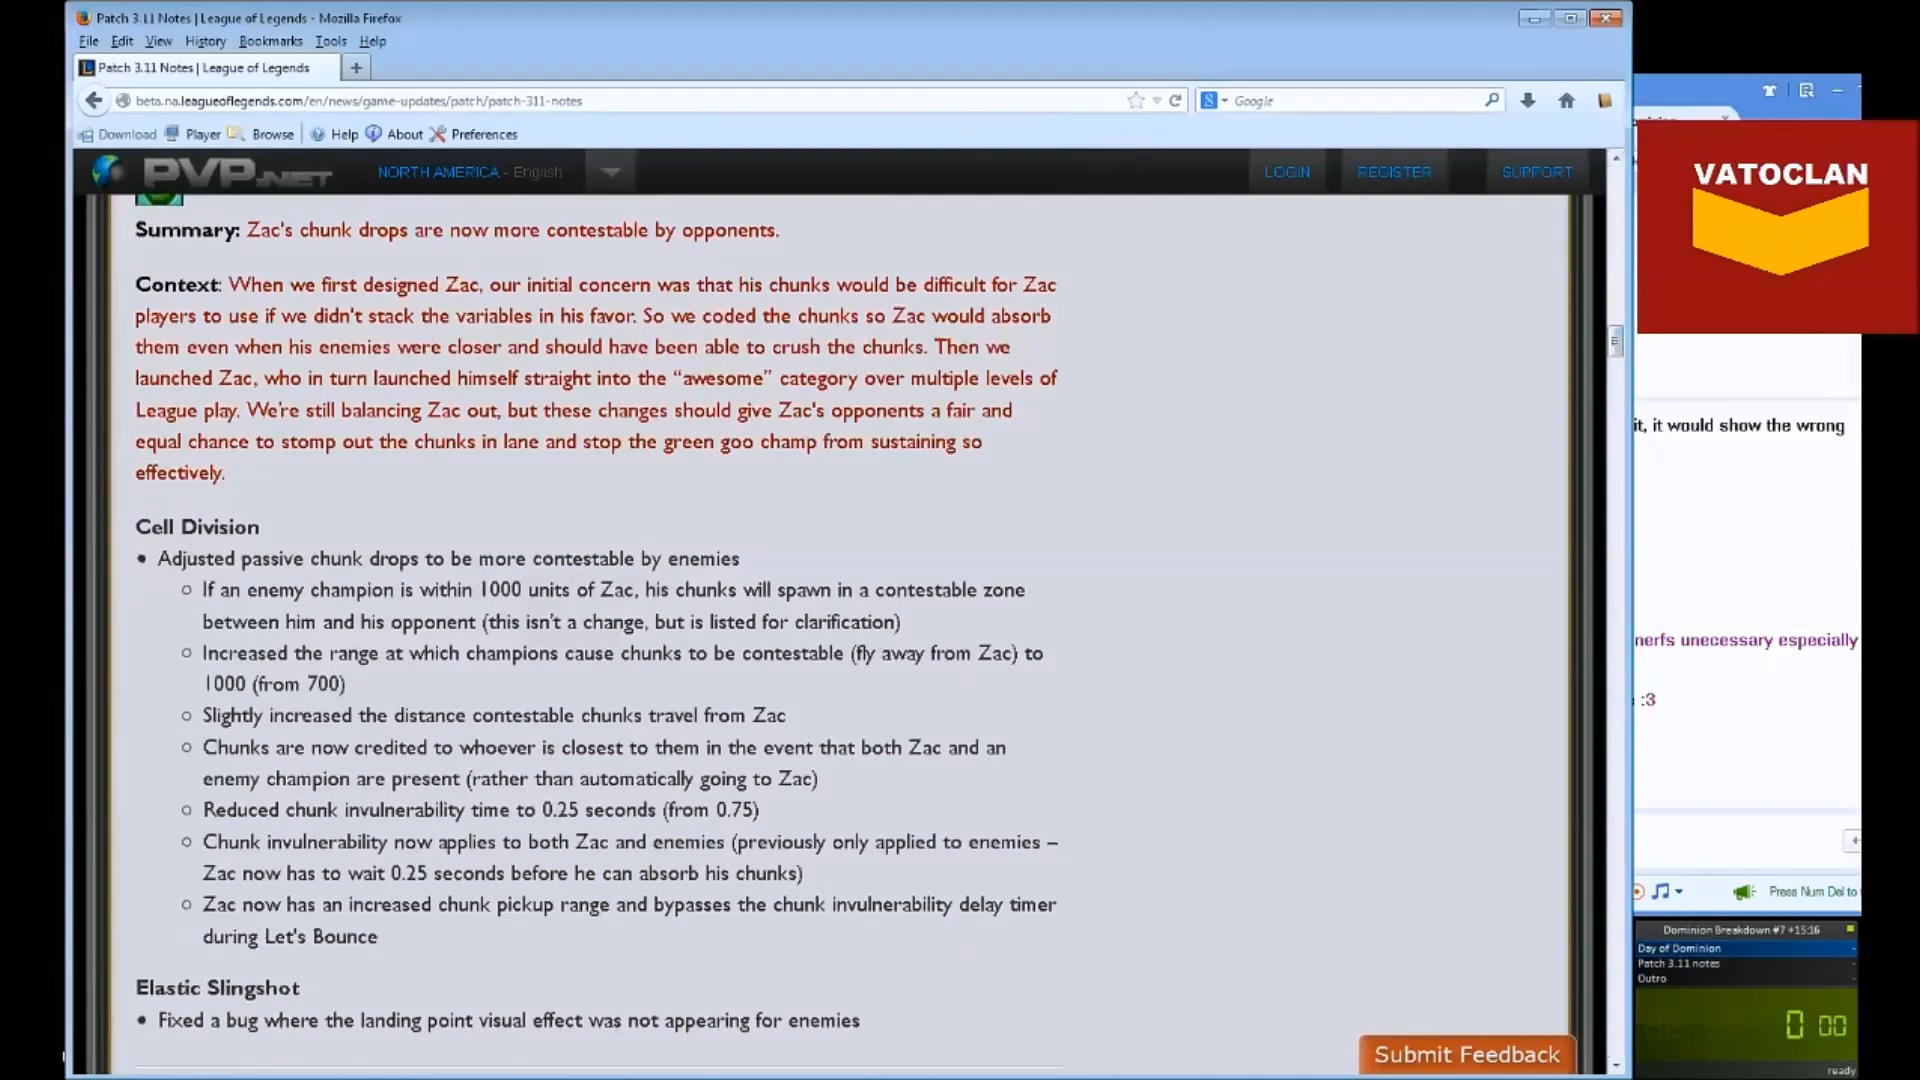 Patch 3.11 Notes | League of Legends - Mozilla Firefox
File Edit View History Bookmarks Tools Help
Patch 3.11 Notes | League of Legends
beta.na.leagueoflegends.com/en/news/game-updates/patch/patch-311-notes
Google
Download Player Browse Help About Preferences
PVP.NET NORTH AMERICA - English LOGIN REGISTER SUPPORT
Summary: Zac's chunk drops are now more contestable by opponents.
Context: When we first designed Zac, our initial concern was that his chunks would be difficult for Zac
players to use if we didn't stack the variables in his favor. So we coded the chunks so Zac would absorb
them even when his enemies were closer and should have been able to crush the chunks. Then we
launched Zac, who in turn launched himself straight into the “awesome” category over multiple levels of
League play. We're still balancing Zac out, but these changes should give Zac's opponents a fair and
equal chance to stomp out the chunks in lane and stop the green goo champ from sustaining so
effectively.
Cell Division
• Adjusted passive chunk drops to be more contestable by enemies
○ If an enemy champion is within 1000 units of Zac, his chunks will spawn in a contestable zone
between him and his opponent (this isn't a change, but is listed for clarification)
○ Increased the range at which champions cause chunks to be contestable (fly away from Zac) to
1000 (from 700)
○ Slightly increased the distance contestable chunks travel from Zac
○ Chunks are now credited to whoever is closest to them in the event that both Zac and an
enemy champion are present (rather than automatically going to Zac)
○ Reduced chunk invulnerability time to 0.25 seconds (from 0.75)
○ Chunk invulnerability now applies to both Zac and enemies (previously only applied to enemies –
Zac now has to wait 0.25 seconds before he can absorb his chunks)
○ Zac now has an increased chunk pickup range and bypasses the chunk invulnerability delay timer
during Let's Bounce
Elastic Slingshot
• Fixed a bug where the landing point visual effect was not appearing for enemies
Submit Feedback
VATOCLAN
it, it would show the wrong
nerfs unecessary especially
:3
Press Num Del to
Dominion Breakdown #7 +15:16
Day of Dominion -
Patch 3.11 notes -
Outro -
0 00
ready